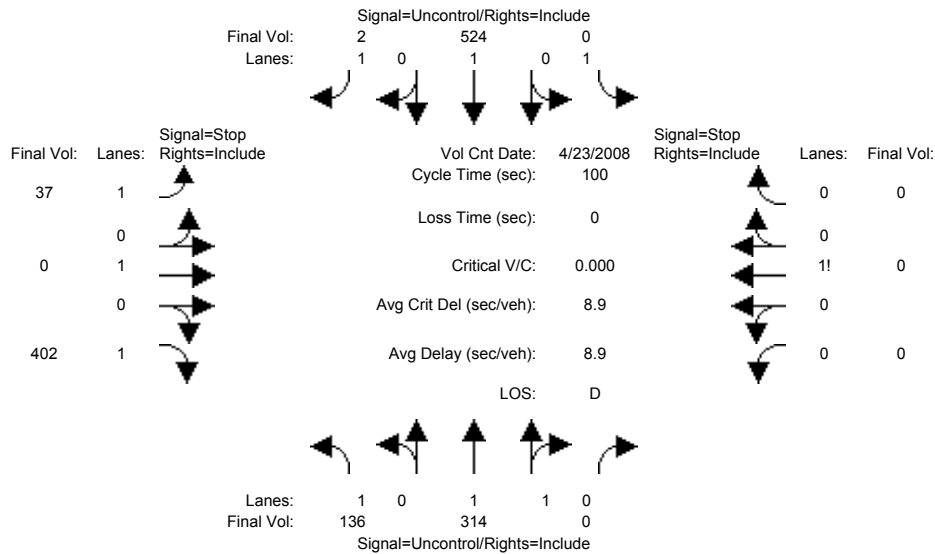 Signal=Uncontrol/Rights=Include
Final Vol: 2 524 0
Lanes: 1 0 1 0 1
Signal=Stop Signal=Stop
Final Vol: Lanes: Rights=Include Vol Cnt Date: 4/23/2008 Rights=Include Lanes: Final Vol:
Cycle Time (sec): 100
37 1 0 0
Loss Time (sec): 0
0 0
0 1 Critical V/C: 0.000 1! 0
0 Avg Crit Del (sec/veh): 8.9 0
402 1 Avg Delay (sec/veh): 8.9 0 0
LOS: D
Lanes: 1 0 1 1 0
Final Vol: 136 314 0
Signal=Uncontrol/Rights=Include